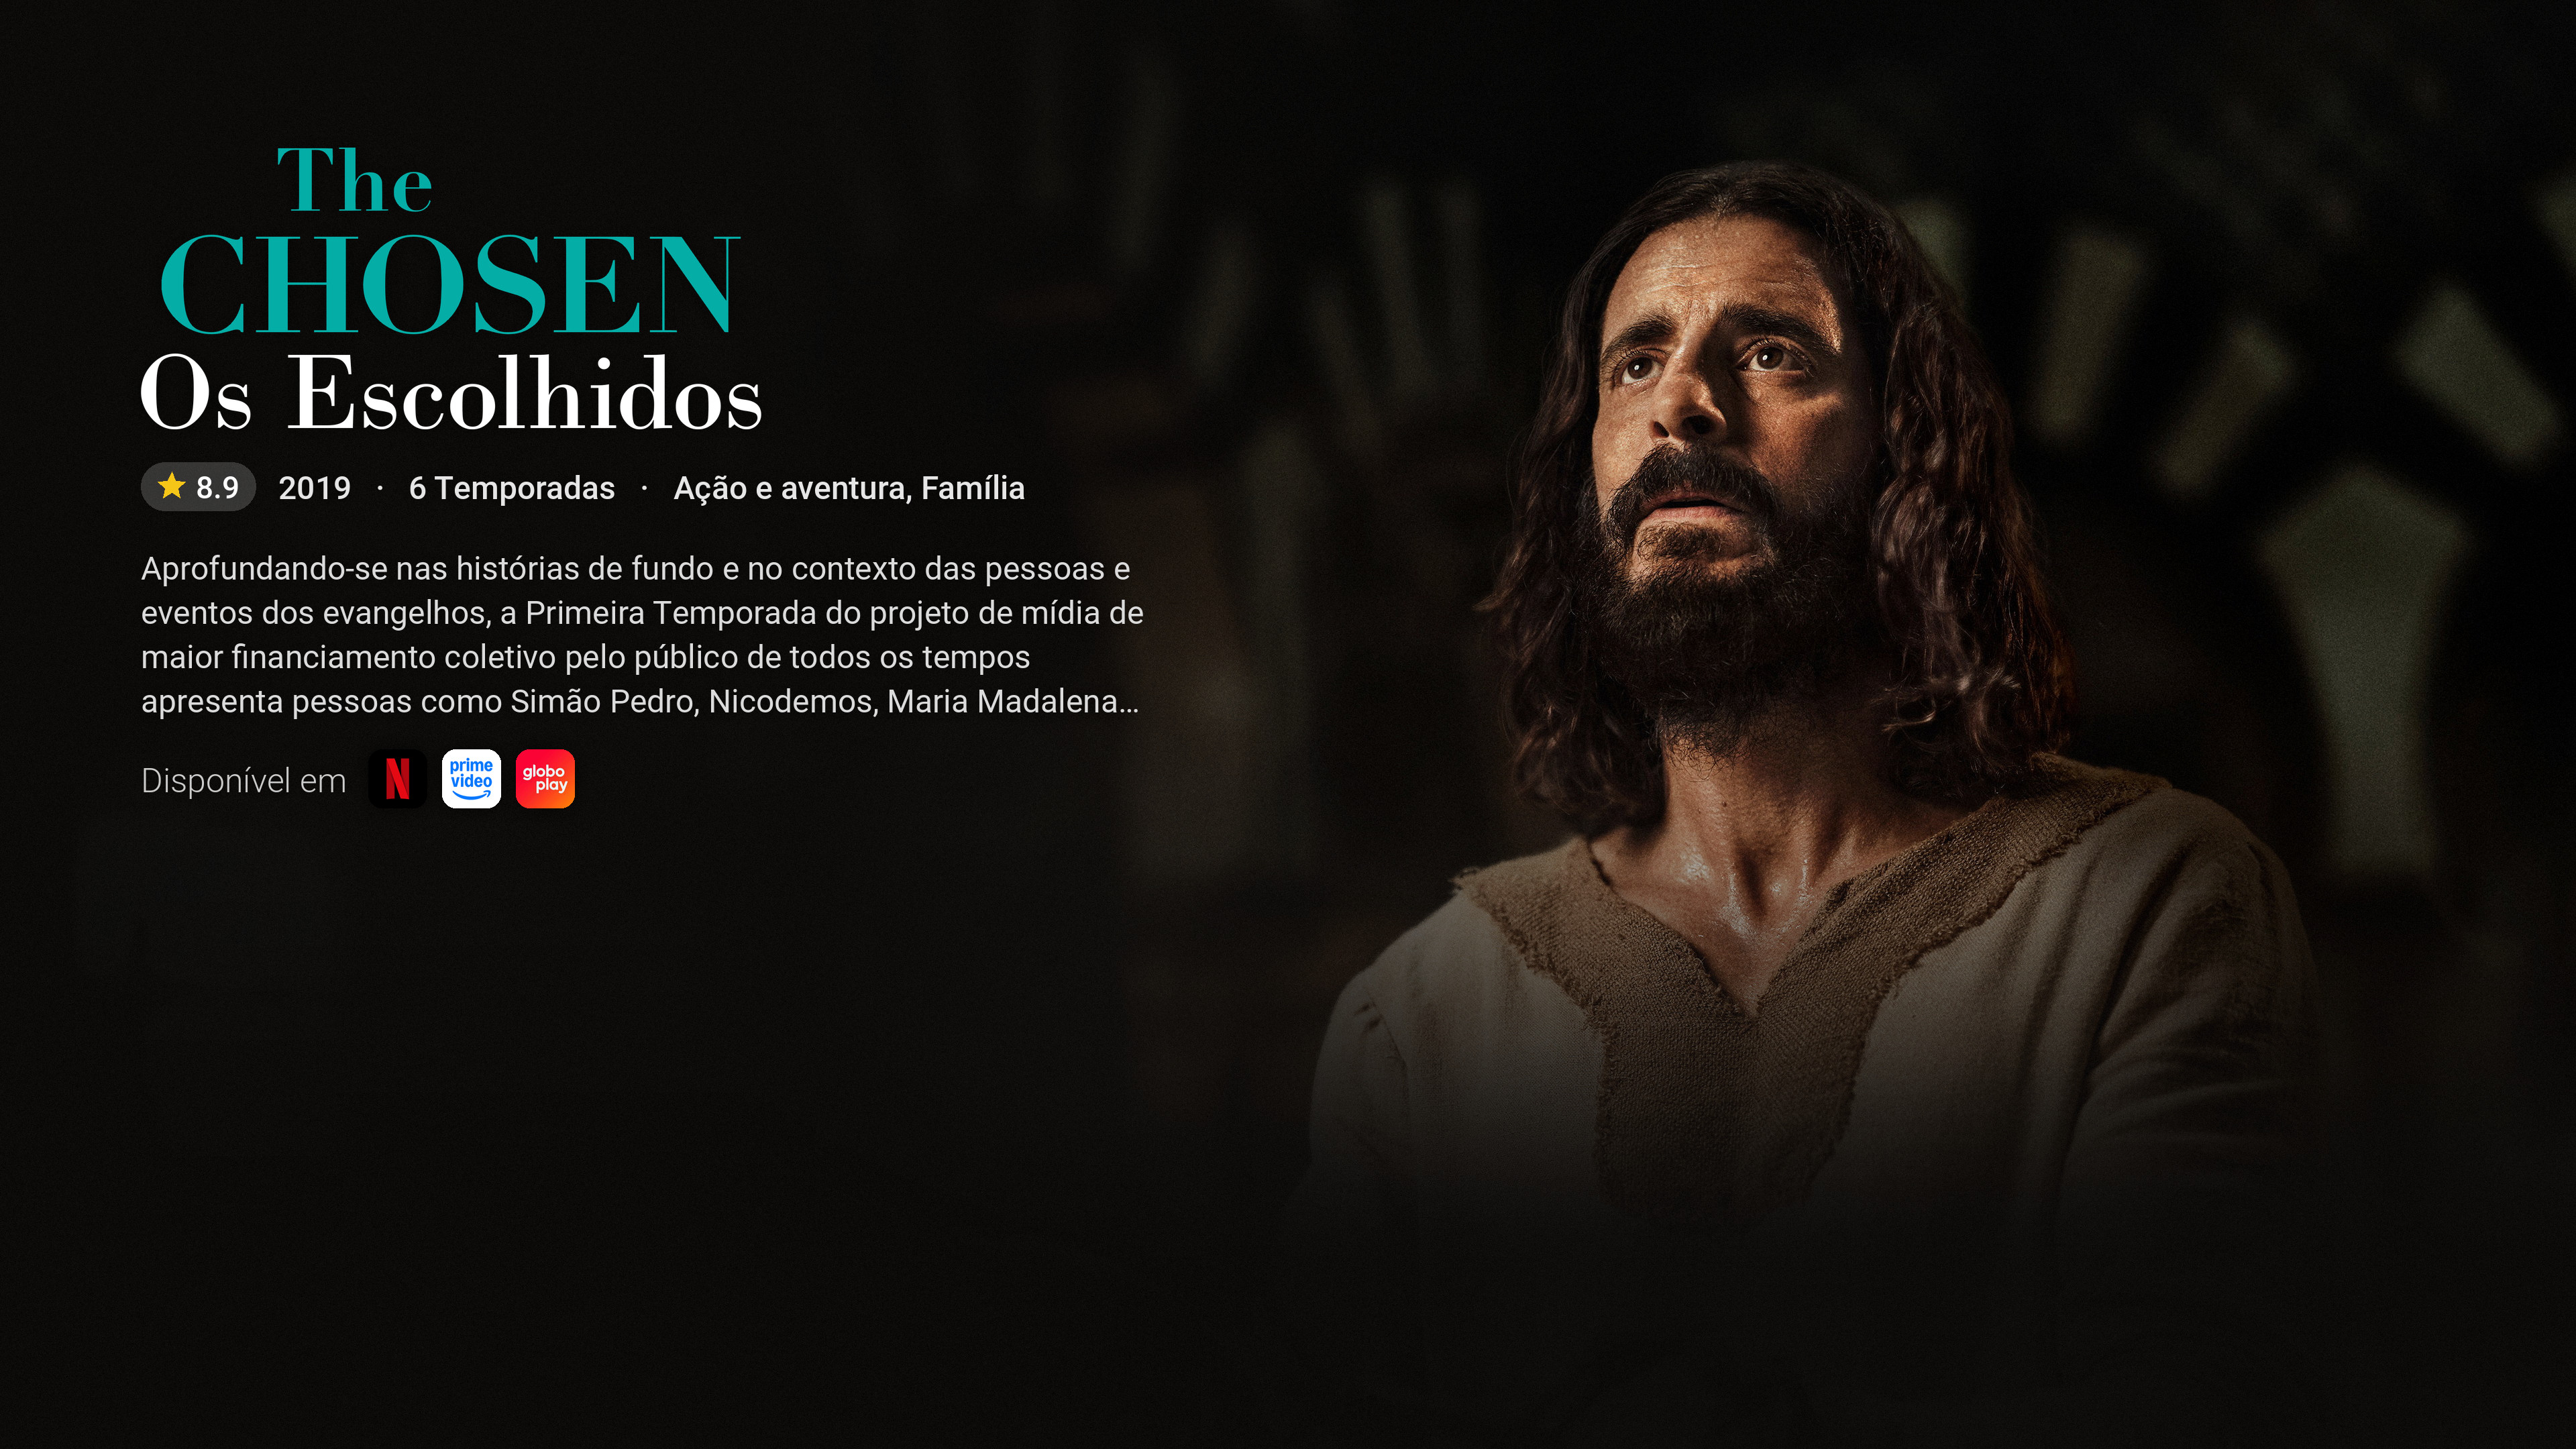 The
CHOSEN
Os Escolhidos
8.9 2019 · 6 Temporadas · Ação e aventura, Família
Aprofundando-se nas histórias de fundo e no contexto das pessoas e
eventos dos evangelhos, a Primeira Temporada do projeto de mídia de
maior financiamento coletivo pelo público de todos os tempos
apresenta pessoas como Simão Pedro, Nicodemos, Maria Madalena…
Disponível em N prime video globo play